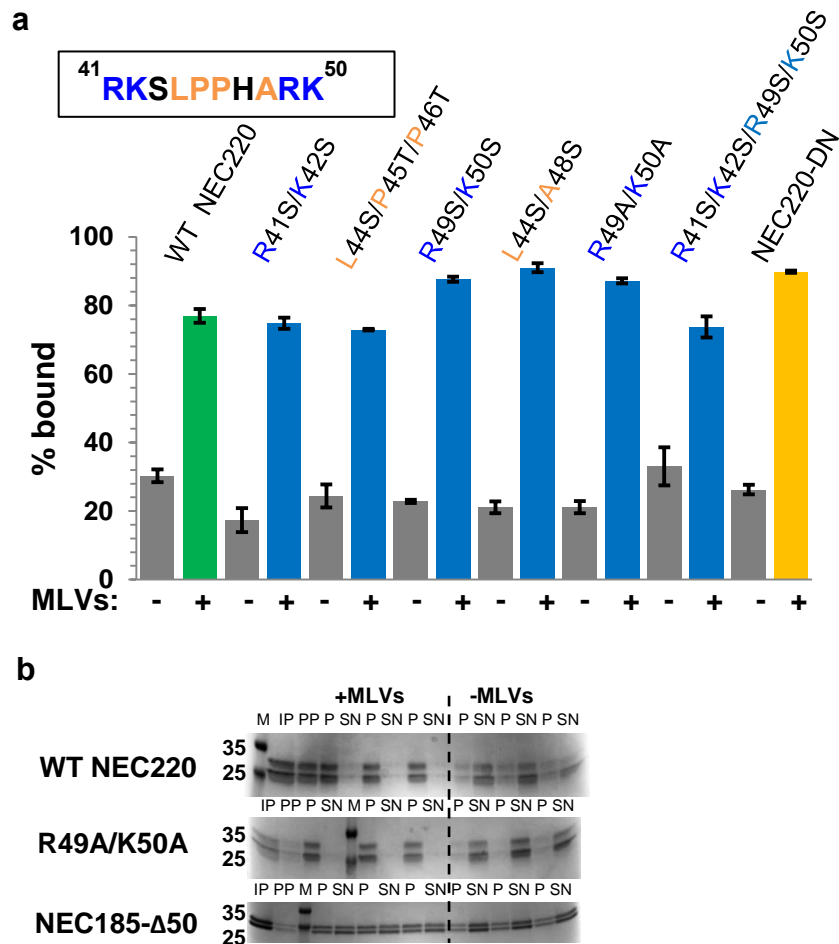 a
41RKSLPPHARK50
WT NEC220
R41S/K42S
L44S/P45T/P46T
R49S/K50S
L44S/A48S
R49A/K50A
R41S/K42S/R49S/K50S
NEC220-DN
% bound
100
80
60
40
20
0
MLVs: - + - + - + - + - + - + - + - +
b
+MLVs -MLVs
M IP PP P SN P SN P SN P SN P SN P SN
WT NEC220 35
25
IP PP P SN M P SN P SN P SN P SN P SN
R49A/K50A 35
25
IP PP M P SN P SN P SN P SN P SN P SN
NEC185-Δ50 35
25